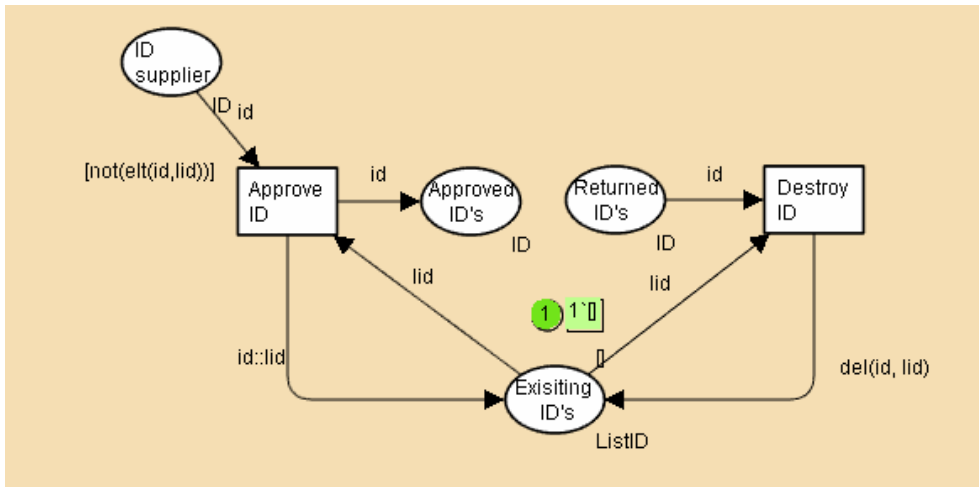 ID
supplier
ID id
[not(elt(id,lid))]
Approve
ID
id
Approved
ID's
ID
Returned
ID's
ID
id
Destroy
ID
lid
lid
1 1`[]
[]
id::lid
Exisiting
ID's
ListID
del(id, lid)